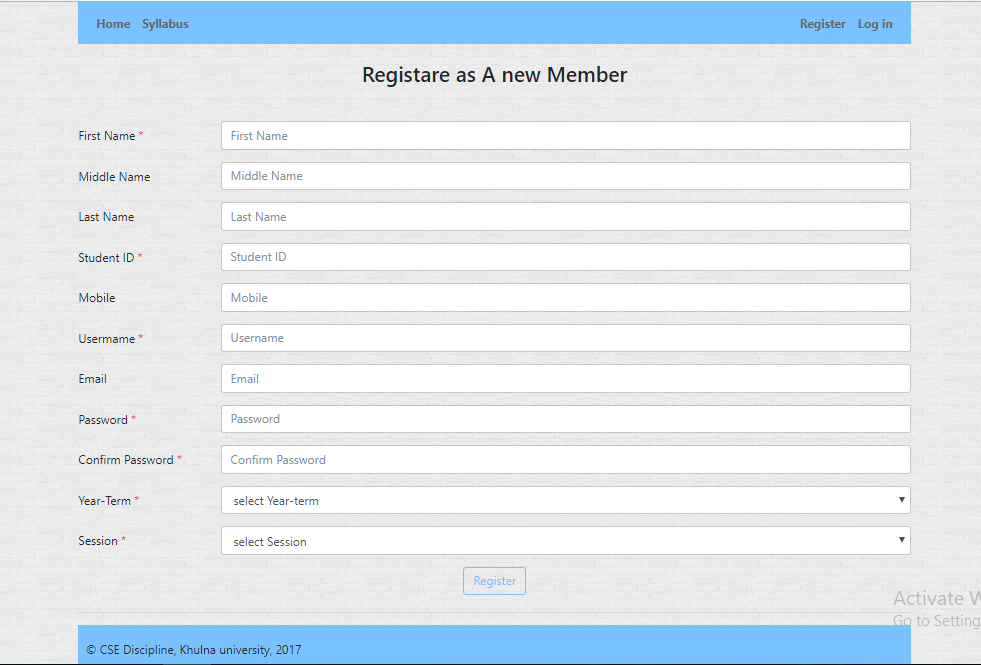 Home Syllabus Register Log in
Registare as A new Member
First Name * First Name
Middle Name Middle Name
Last Name Last Name
Student ID * Student ID
Mobile Mobile
Username * Username
Email Email
Password * Password
Confirm Password * Confirm Password
Year-Term * select Year-term
Session * select Session
Register
Activate W
Go to Setting
© CSE Discipline, Khulna university, 2017